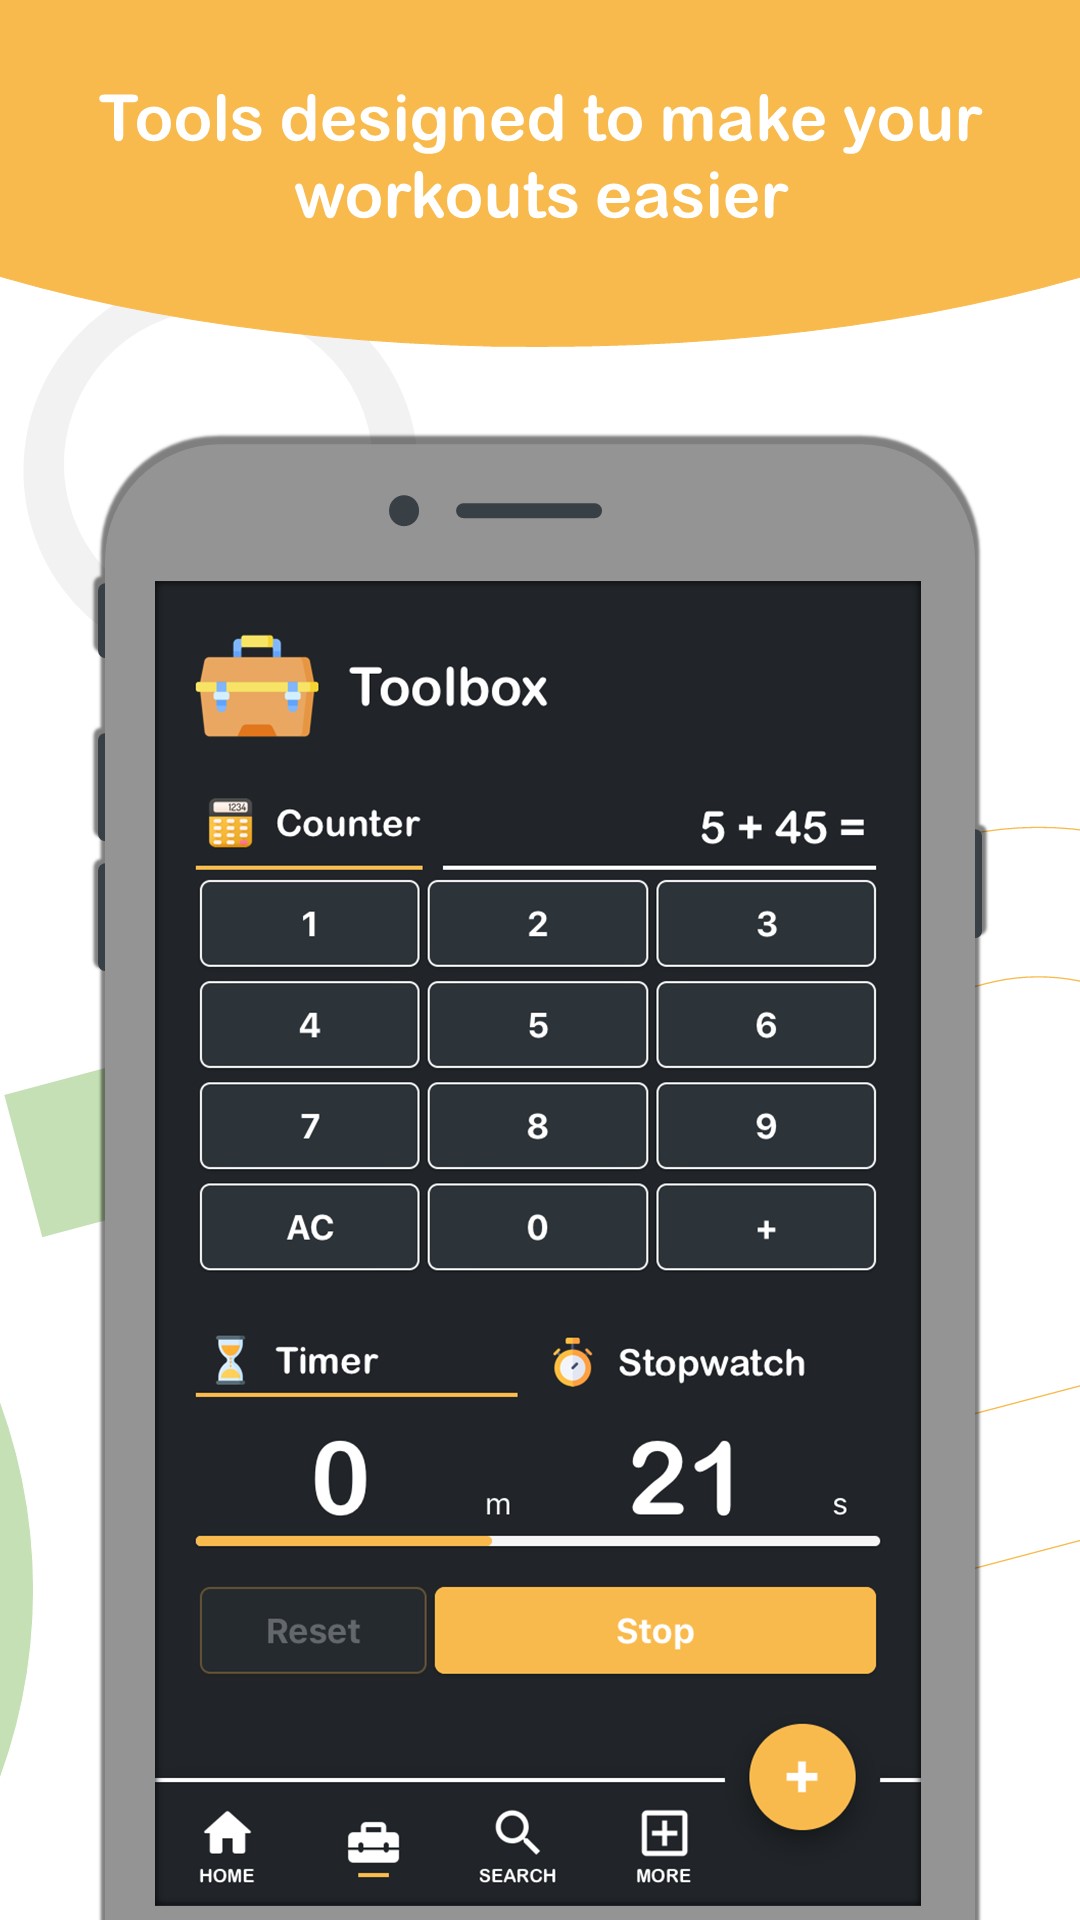 Tools designed to make your
workouts easier
Toolbox
1234
Counter
5 + 45 =
1 2 3
4 5 6
7 8 9
AC 0 +
Timer
Stopwatch
0 m 21 s
Reset
Stop
+
HOME
SEARCH
MORE